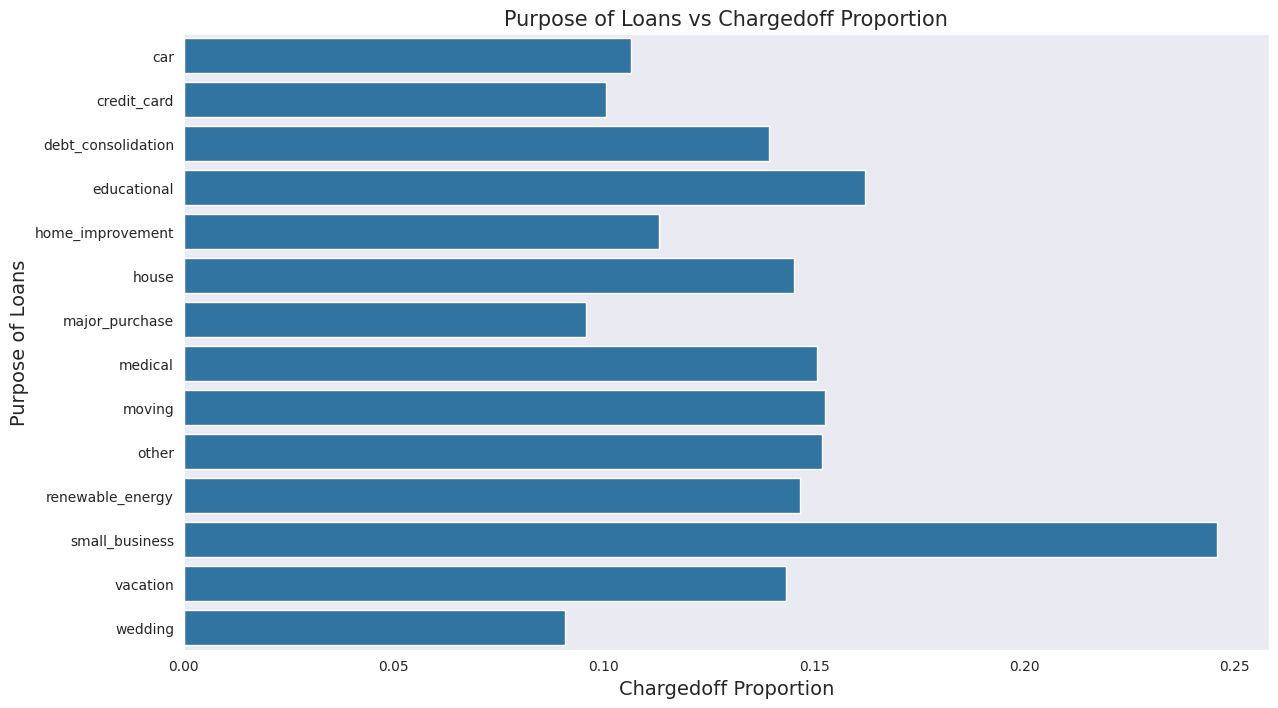 Purpose of Loans vs Chargedoff Proportion
Purpose of Loans
car
credit_card
debt_consolidation
educational
home_improvement
house
major_purchase
medical
moving
other
renewable_energy
small_business
vacation
wedding
0.00 0.05 0.10 0.15 0.20 0.25
Chargedoff Proportion